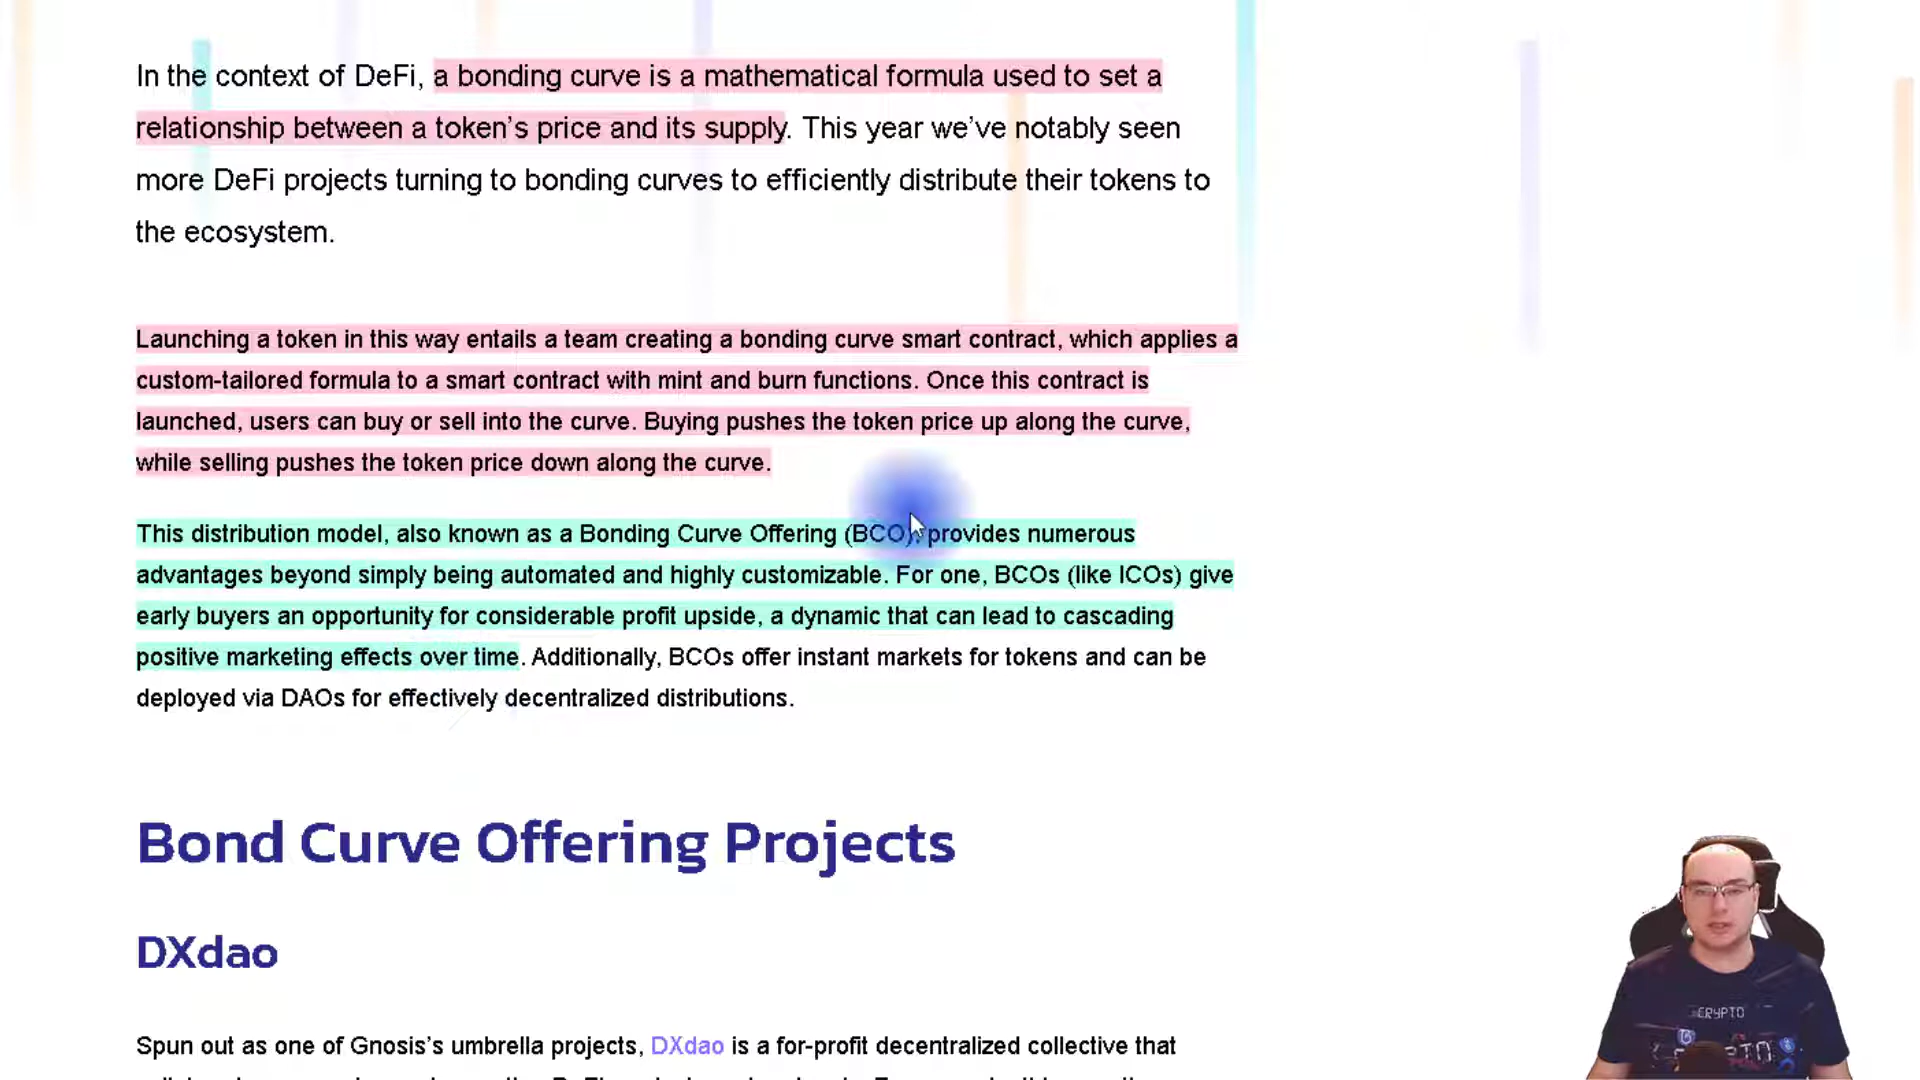 In the context of DeFi, a bonding curve is a mathematical formula used to set a
relationship between a token’s price and its supply. This year we’ve notably seen
more DeFi projects turning to bonding curves to efficiently distribute their tokens to
the ecosystem.
Launching a token in this way entails a team creating a bonding curve smart contract, which applies a
custom-tailored formula to a smart contract with mint and burn functions. Once this contract is
launched, users can buy or sell into the curve. Buying pushes the token price up along the curve,
while selling pushes the token price down along the curve.
This distribution model, also known as a Bonding Curve Offering (BCO), provides numerous
advantages beyond simply being automated and highly customizable. For one, BCOs (like ICOs) give
early buyers an opportunity for considerable profit upside, a dynamic that can lead to cascading
positive marketing effects over time. Additionally, BCOs offer instant markets for tokens and can be
deployed via DAOs for effectively decentralized distributions.
Bond Curve Offering Projects
DXdao
Spun out as one of Gnosis’s umbrella projects, DXdao is a for-profit decentralized collective that
CRYPTO